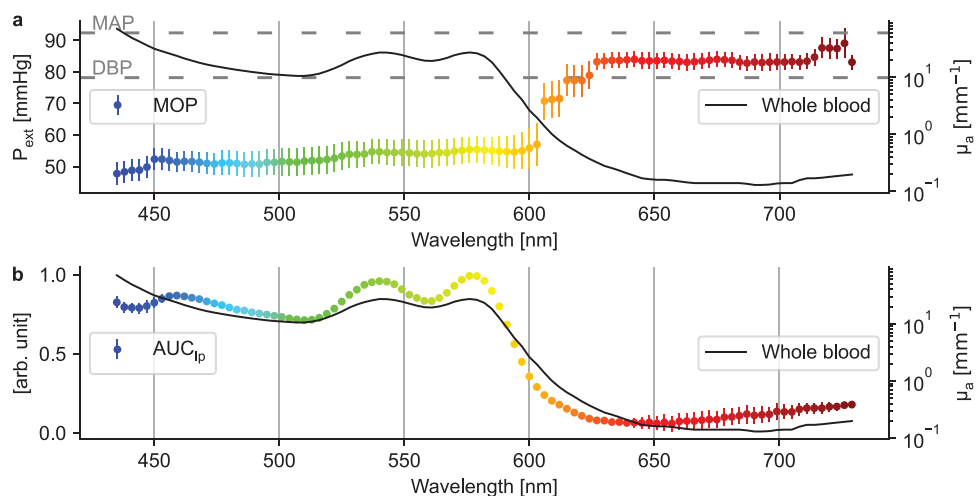 a
MAP
DBP
90
80
70
60
50
P_ext [mmHg]
MOP
Whole blood
10^1
10^0
10^-1
μ_a [mm^-1]
450 500 550 600 650 700
Wavelength [nm]
b
1.0
0.5
0.0
[arb. unit]
AUC_Ip
Whole blood
10^1
10^0
10^-1
μ_a [mm^-1]
450 500 550 600 650 700
Wavelength [nm]